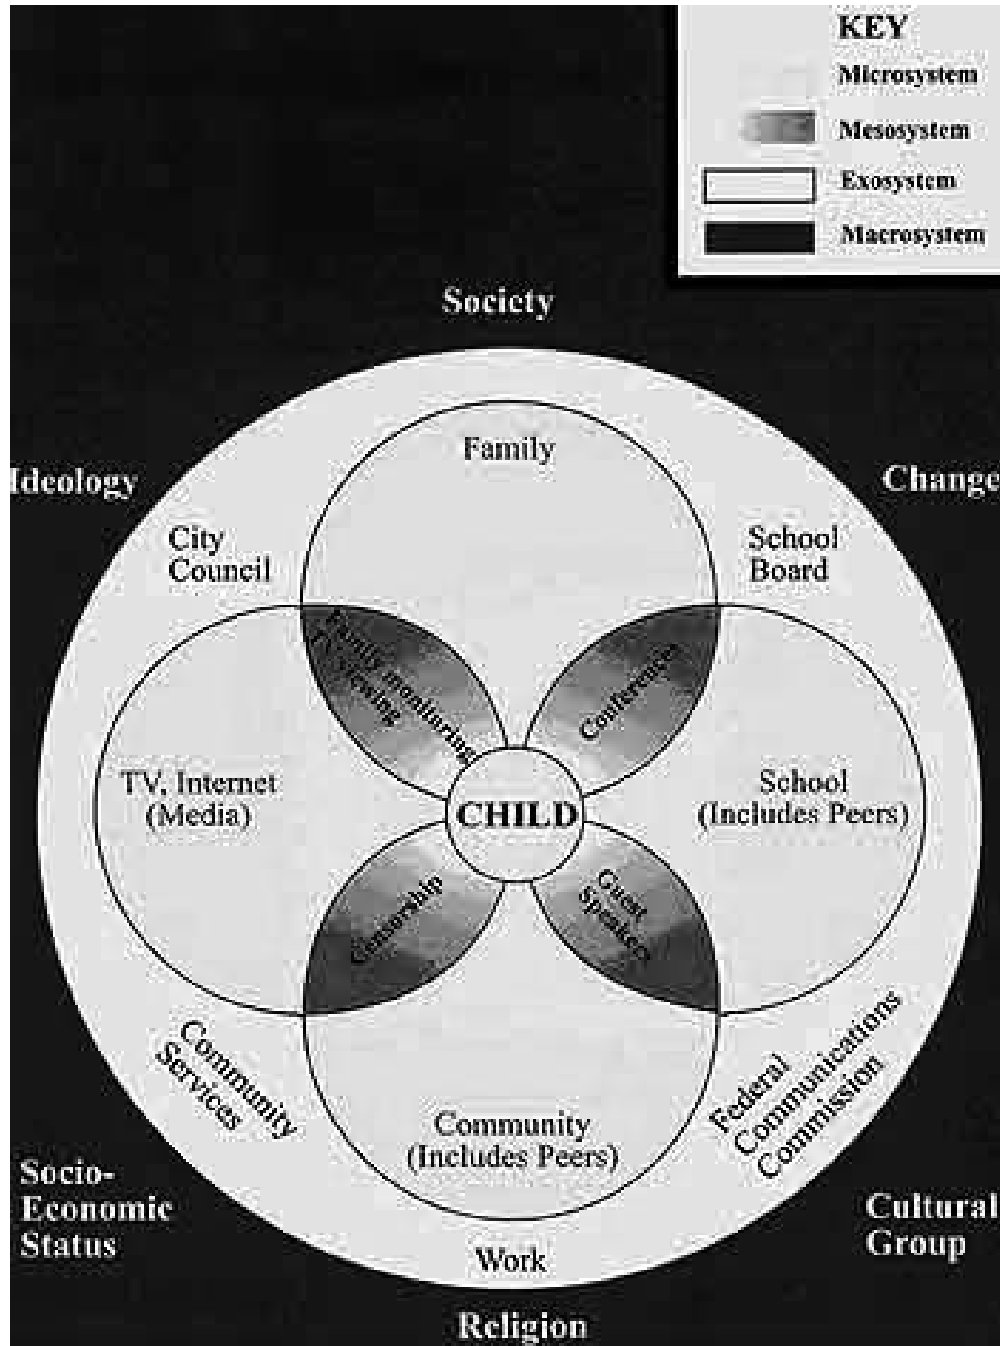 KEY
Microsystem
Mesosystem
Exosystem
Macrosystem
Society
Ideology
Change
Family
City
Council
School
Board
Family monitoring
TV viewing
Conferences
TV, Internet
(Media)
CHILD
School
(Includes Peers)
Censorship
Guest
Speakers
Community
Services
Federal
Communications
Commission
Community
(Includes Peers)
Socio-
Economic
Status
Cultural
Group
Work
Religion